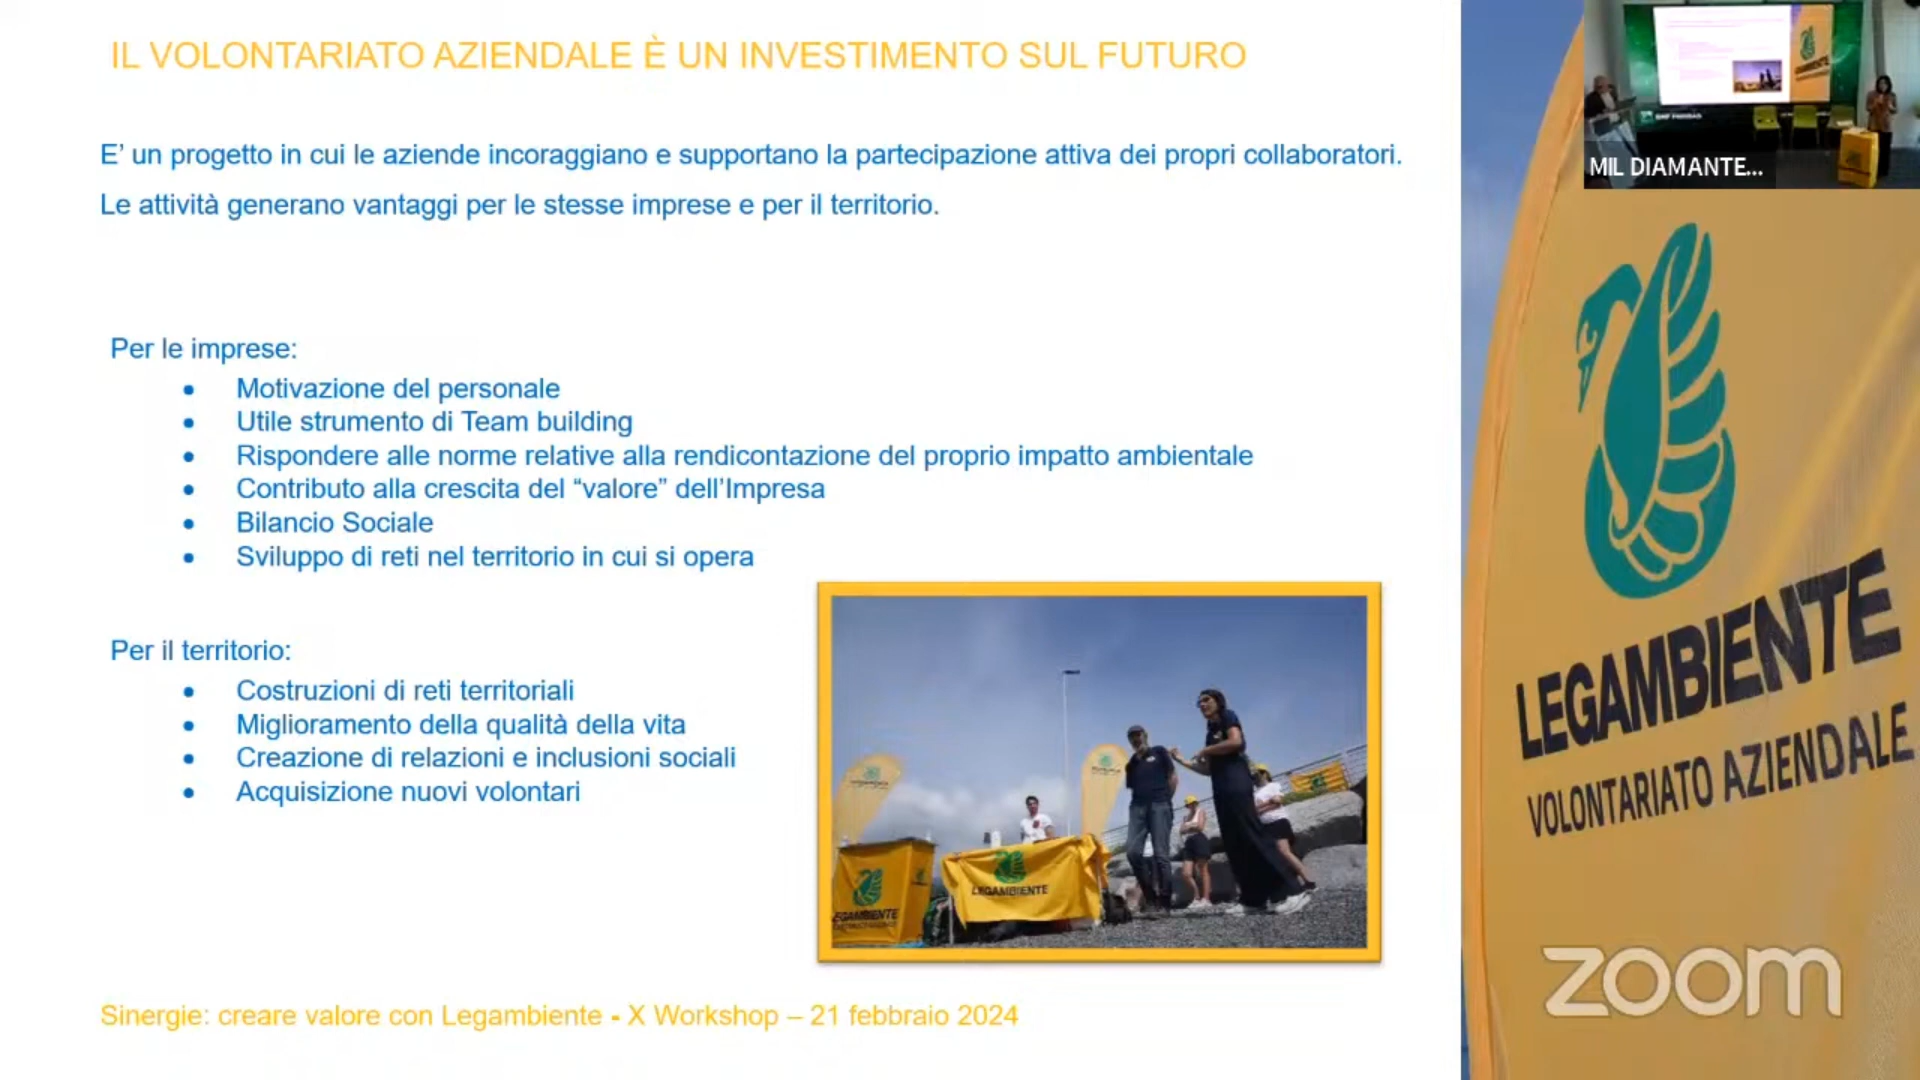 IL VOLONTARIATO AZIENDALE È UN INVESTIMENTO SUL FUTURO
E’ un progetto in cui le aziende incoraggiano e supportano la partecipazione attiva dei propri collaboratori.
Le attività generano vantaggi per le stesse imprese e per il territorio.
Per le imprese:
• Motivazione del personale
• Utile strumento di Team building
• Rispondere alle norme relative alla rendicontazione del proprio impatto ambientale
• Contributo alla crescita del “valore” dell’Impresa
• Bilancio Sociale
• Sviluppo di reti nel territorio in cui si opera
Per il territorio:
• Costruzioni di reti territoriali
• Miglioramento della qualità della vita
• Creazione di relazioni e inclusioni sociali
• Acquisizione nuovi volontari
LEGAMBIENTE
EGAMBIENTE
Sinergie: creare valore con Legambiente - X Workshop – 21 febbraio 2024
MIL DIAMANTE...
LEGAMBIENTE
VOLONTARIATO AZIENDALE
zoom